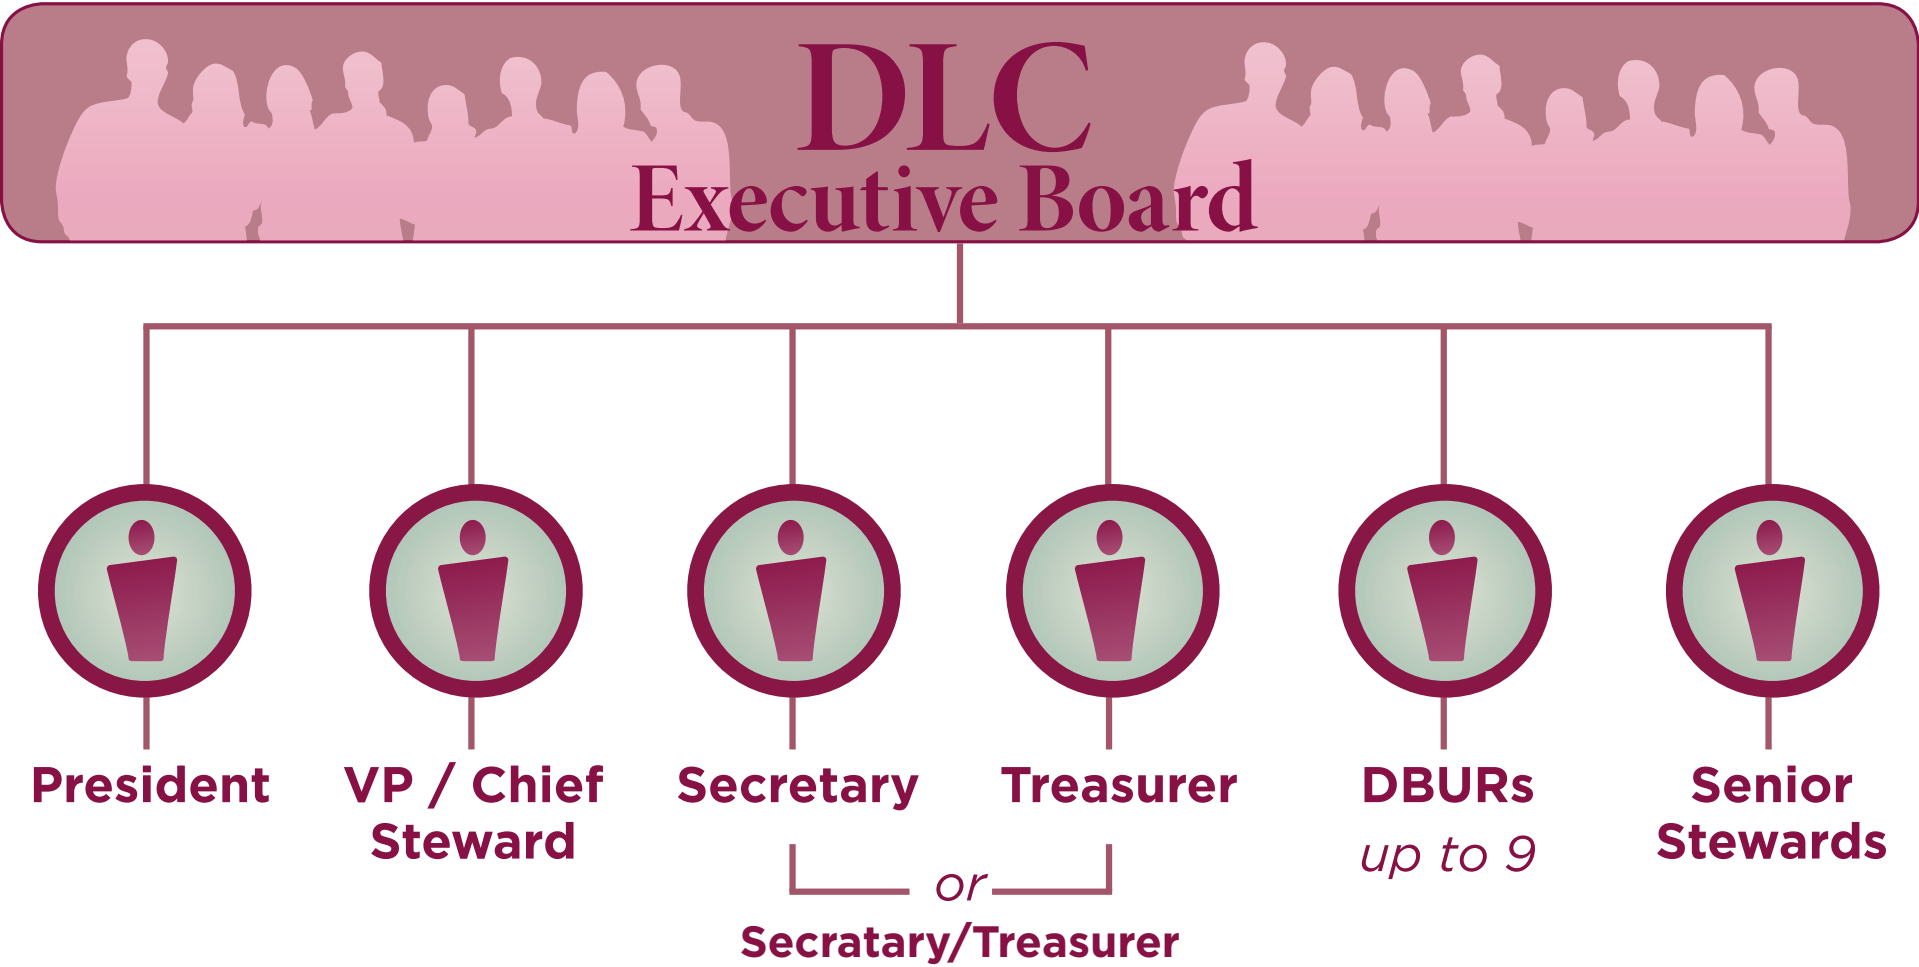 DLC
Executive Board
President
VP / Chief
Steward
Secretary
Treasurer
DBURs
up to 9
Senior
Stewards
or
Secratary/Treasurer